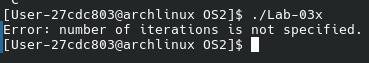 [User-27cdc803@archlinux OS2]$ ./Lab-03x
Error: number of iterations is not specified.
[User-27cdc803@archlinux OS2]$